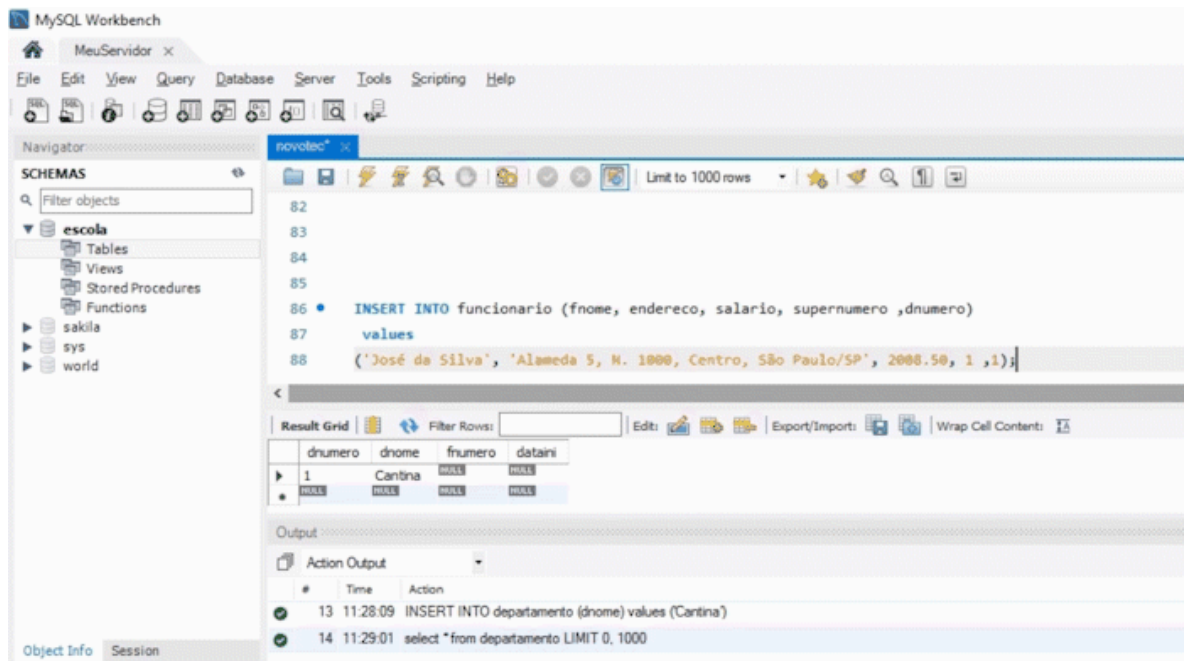 MySQL Workbench
MeuServidor ×
File Edit View Query Database Server Tools Scripting Help
Navigator
SCHEMAS
Filter objects
escola
Tables
Views
Stored Procedures
Functions
sakila
sys
world
Object Info Session
novotec* ×
Limit to 1000 rows
82
83
84
85
86 INSERT INTO funcionario (fnome, endereco, salario, supernumero ,dnumero)
87 values
88 ('José da Silva', 'Alameda 5, N. 1000, Centro, São Paulo/SP', 2008.50, 1 ,1);
Result Grid Filter Rows: Edit: Export/Import: Wrap Cell Content:
dnumero dnome fnumero dataini
1 Cantina NULL NULL
NULL NULL NULL NULL
Output
Action Output
# Time Action
13 11:28:09 INSERT INTO departamento (dnome) values ('Cantina')
14 11:29:01 select *from departamento LIMIT 0, 1000